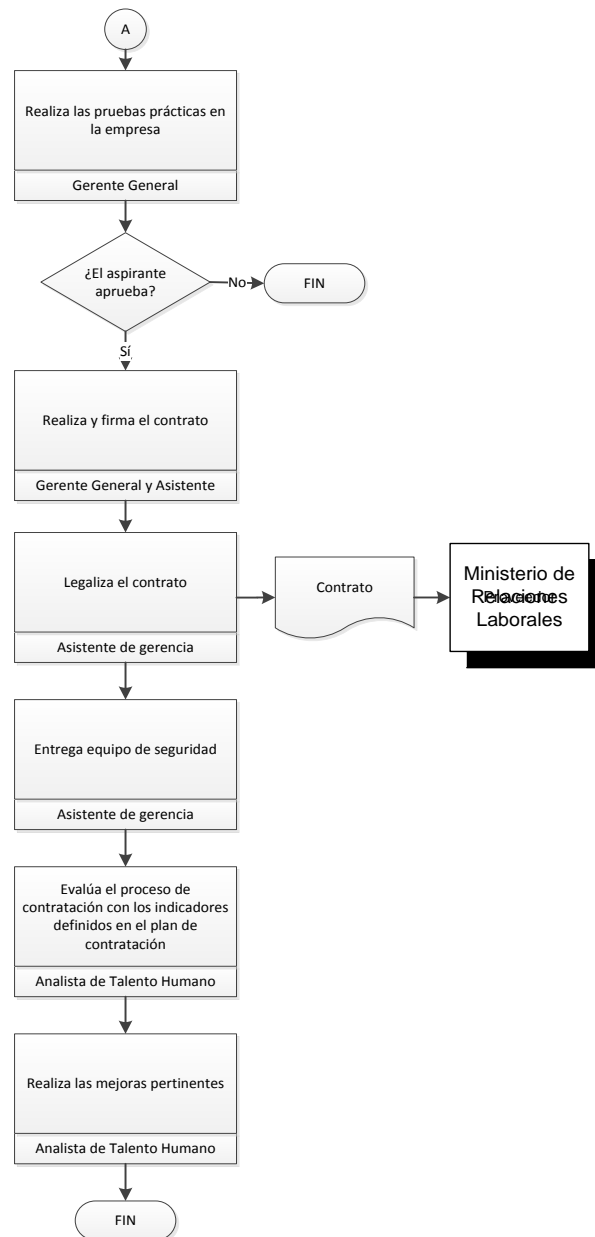 A
Realiza las pruebas prácticas en
la empresa
Gerente General
¿El aspirante
aprueba?
No
FIN
Sí
Realiza y firma el contrato
Gerente General y Asistente
Legaliza el contrato
Asistente de gerencia
Contrato
Ministerio de
Relaciones
Proveedor
Laborales
Entrega equipo de seguridad
Asistente de gerencia
Evalúa el proceso de
contratación con los indicadores
definidos en el plan de
contratación
Analista de Talento Humano
Realiza las mejoras pertinentes
Analista de Talento Humano
FIN